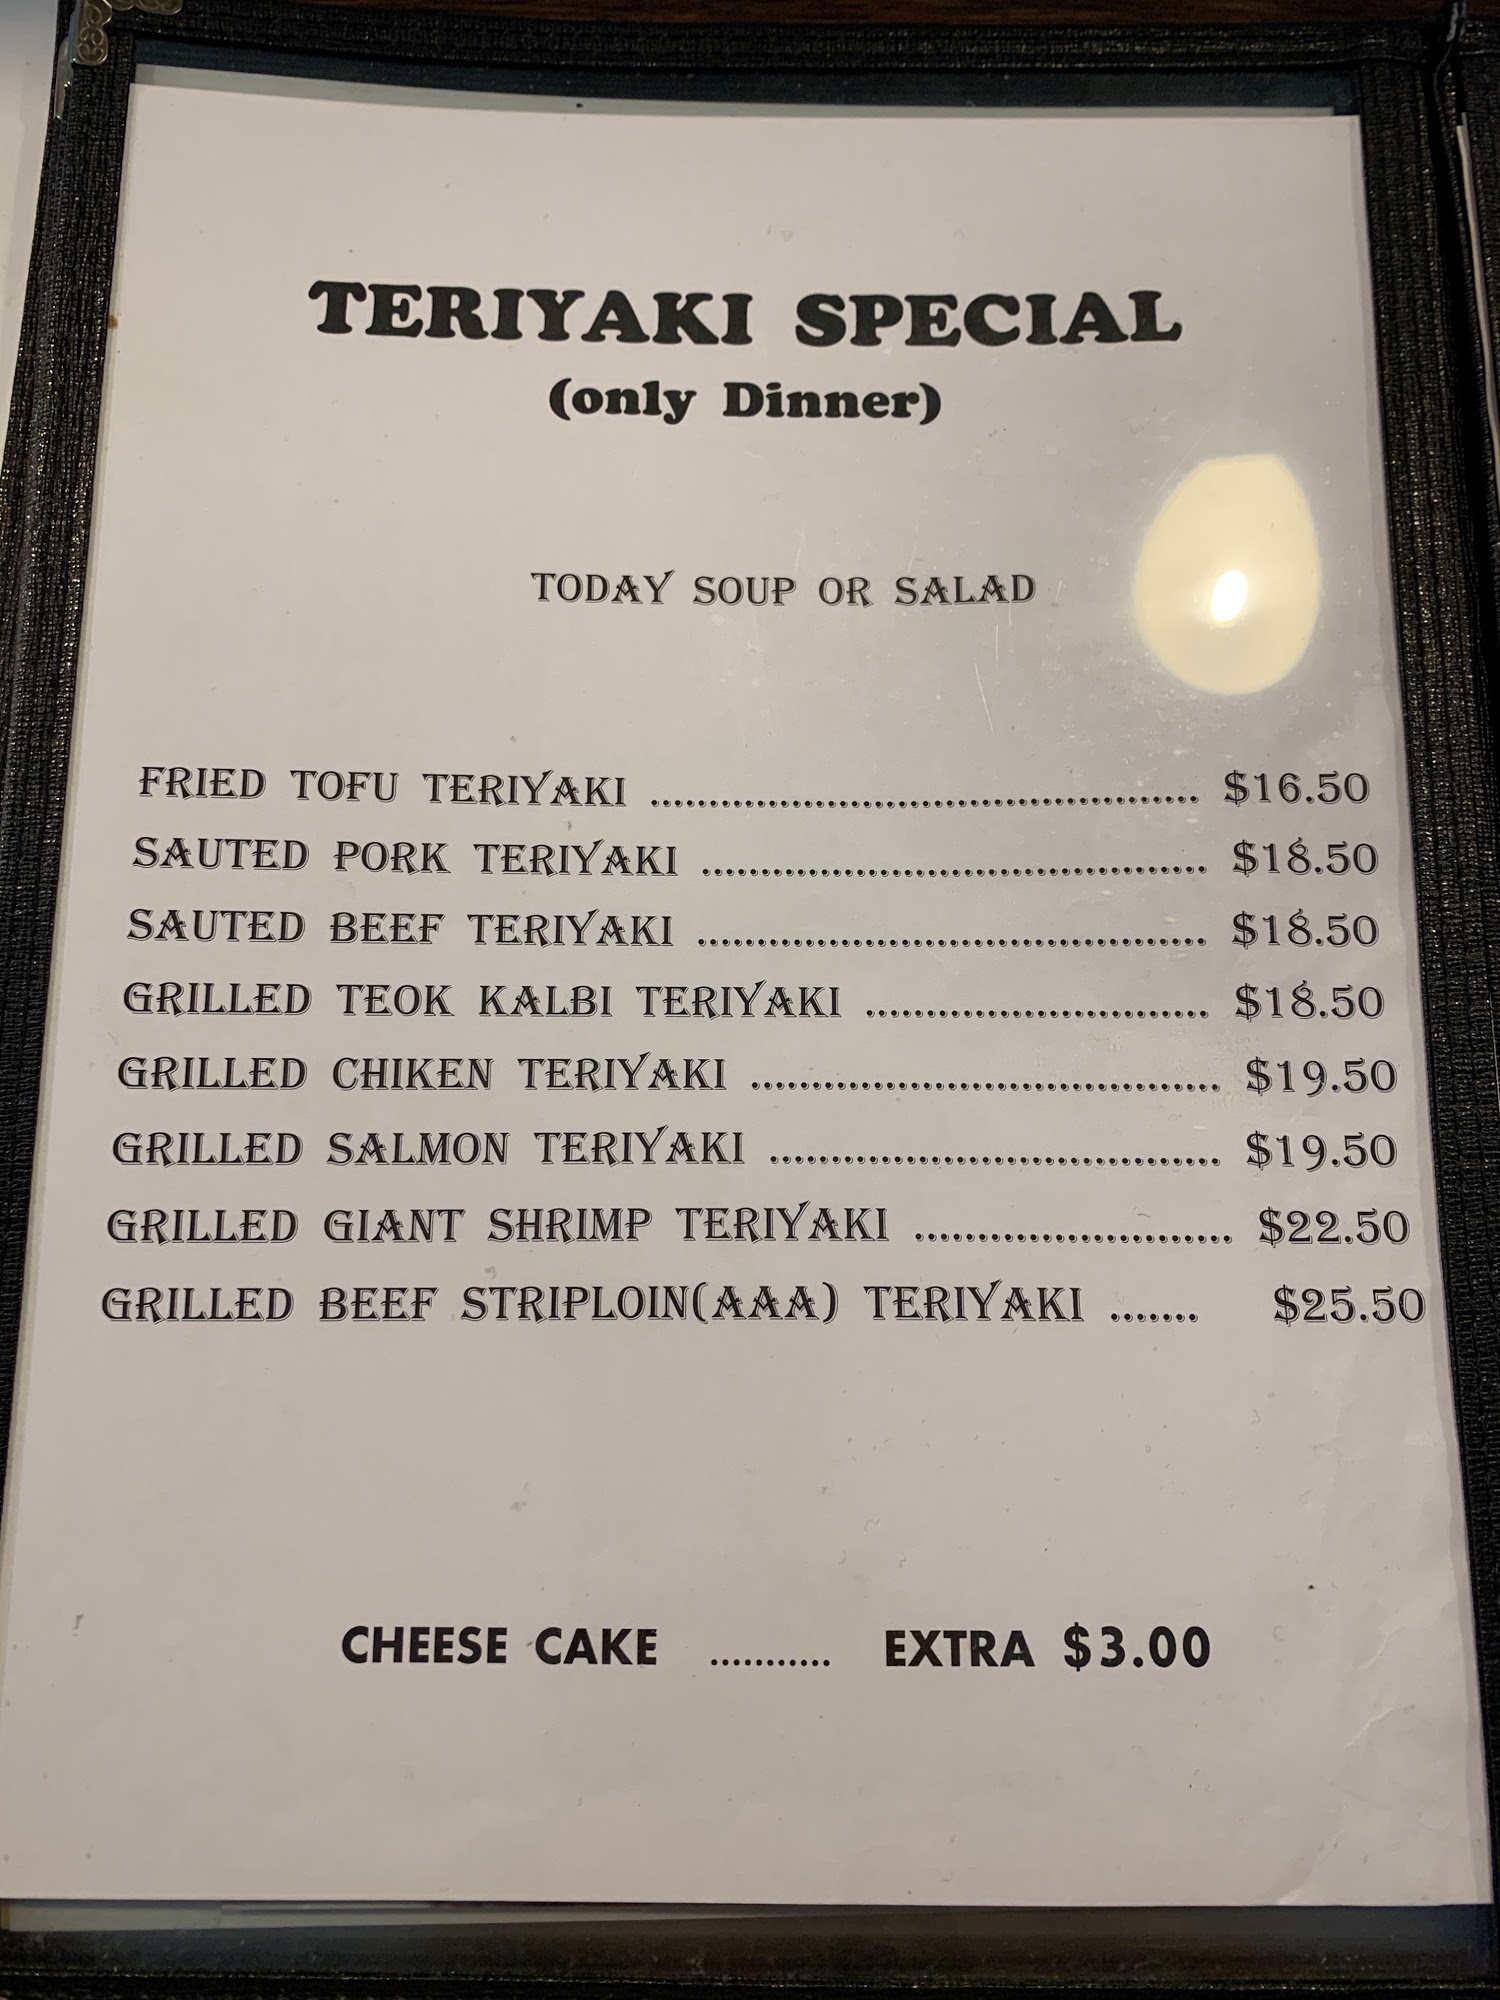 TERIYAKI SPECIAL
(only Dinner)
TODAY SOUP OR SALAD
FRIED TOFU TERIYAKI .............................................. $16.50
SAUTED PORK TERIYAKI .......................................... $18.50
SAUTED BEEF TERIYAKI .......................................... $18.50
GRILLED TEOK KALBI TERIYAKI ............................. $18.50
GRILLED CHIKEN TERIYAKI ....................................... $19.50
GRILLED SALMON TERIYAKI ..................................... $19.50
GRILLED GIANT SHRIMP TERIYAKI .......................... $22.50
GRILLED BEEF STRIPLOIN(AAA) TERIYAKI ....... $25.50
CHEESE CAKE ........... EXTRA $3.00